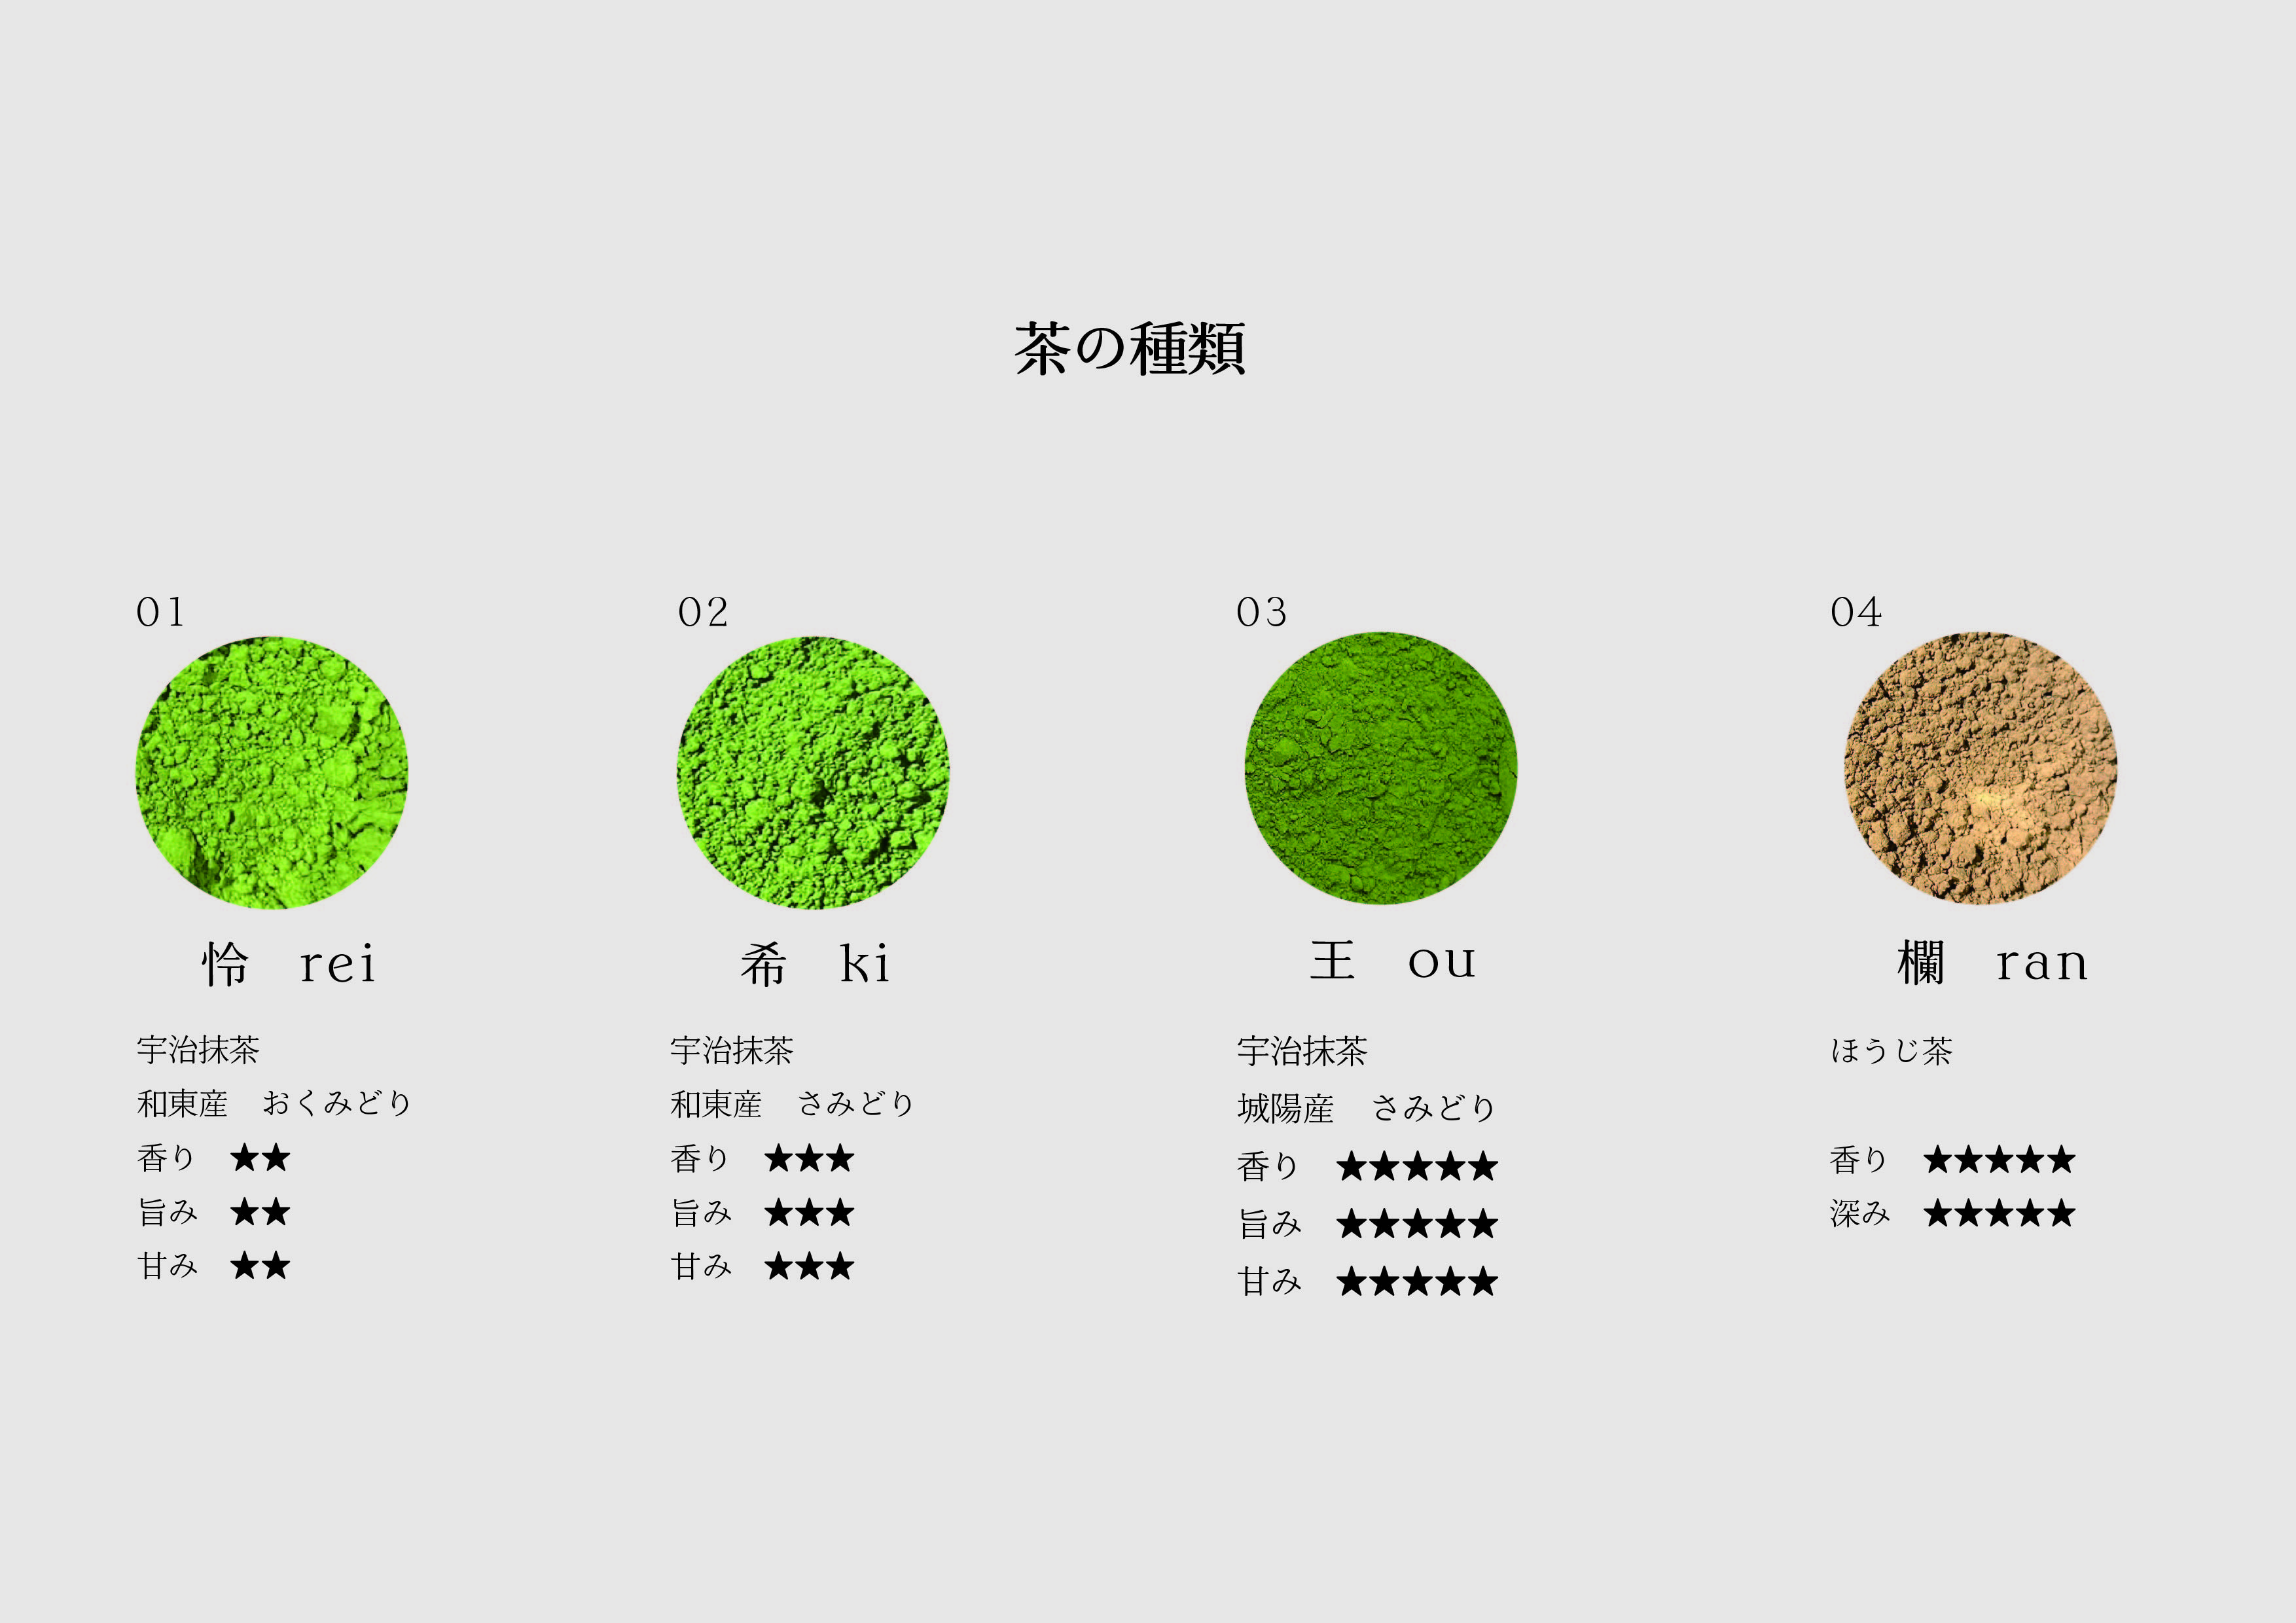 茶の種類
01
怜　rei
宇治抹茶
和東産　おくみどり
香り　★★
旨み　★★
甘み　★★
02
希　ki
宇治抹茶
和東産　さみどり
香り　★★★
旨み　★★★
甘み　★★★
03
王　ou
宇治抹茶
城陽産　さみどり
香り　★★★★★
旨み　★★★★★
甘み　★★★★★
04
欄　ran
ほうじ茶
香り　★★★★★
深み　★★★★★